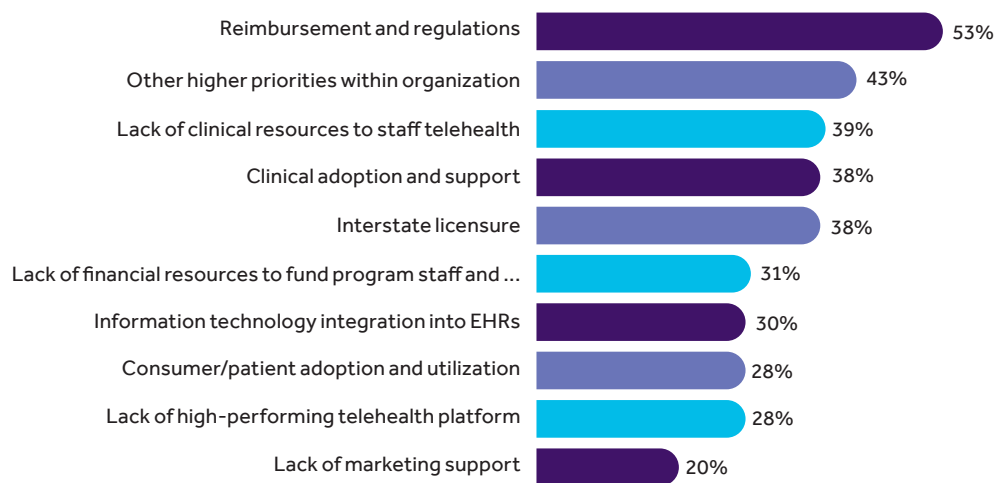 Reimbursement and regulations 53%
Other higher priorities within organization 43%
Lack of clinical resources to staff telehealth 39%
Clinical adoption and support 38%
Interstate licensure 38%
Lack of financial resources to fund program staff and ... 31%
Information technology integration into EHRs 30%
Consumer/patient adoption and utilization 28%
Lack of high-performing telehealth platform 28%
Lack of marketing support 20%